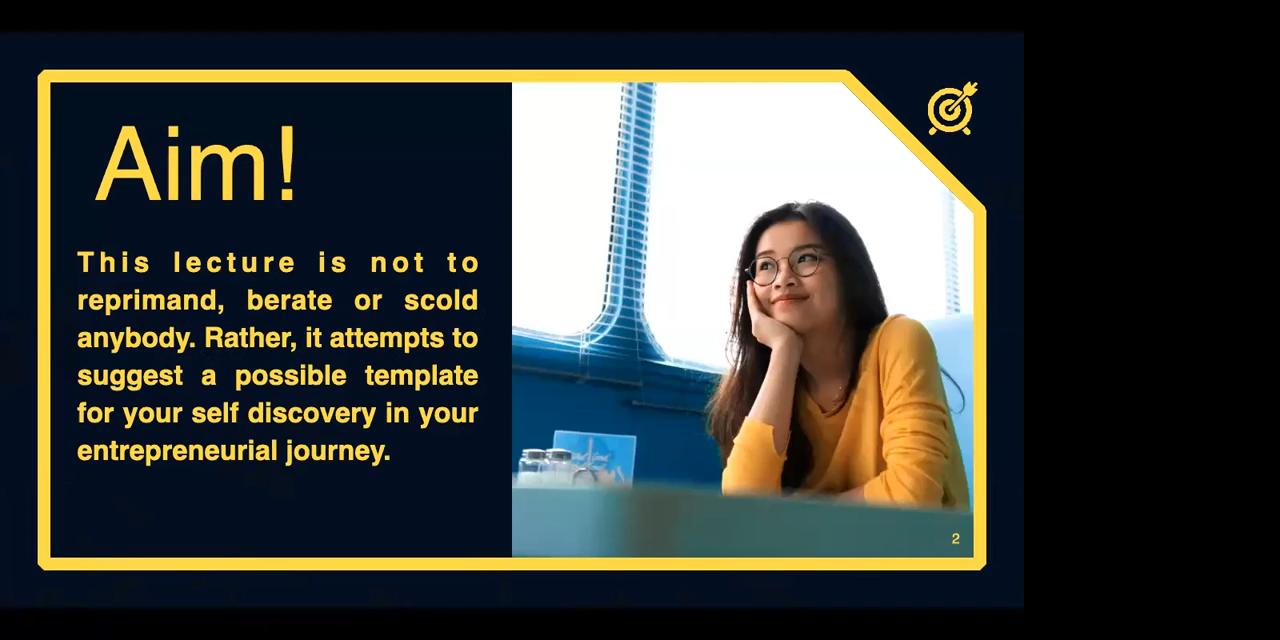 Aim!
This lecture is not to
reprimand, berate or scold
anybody. Rather, it attempts to
suggest a possible template
for your self discovery in your
entrepreneurial journey.
2